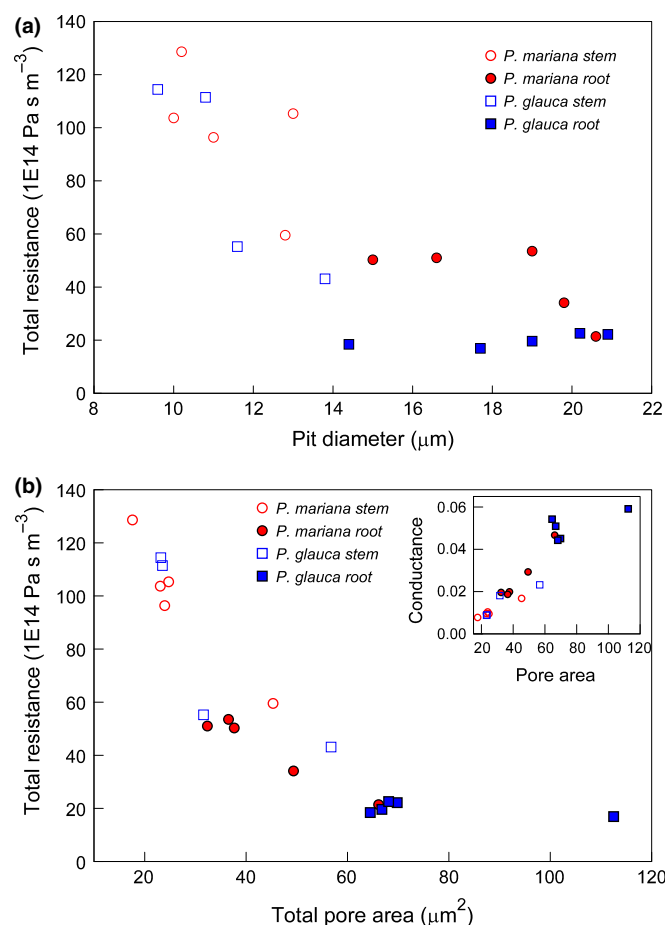 (a)
140
120
100
80
60
40
20
0
Total resistance (1E14 Pa s m−3)
P. mariana stem
P. mariana root
P. glauca stem
P. glauca root
8 10 12 14 16 18 20 22
Pit diameter (μm)
(b)
140
120
100
80
60
40
20
0
Total resistance (1E14 Pa s m−3)
P. mariana stem
P. mariana root
P. glauca stem
P. glauca root
0.06
0.04
0.02
0.00
Conductance
20 40 60 80 100 120
Pore area
20 40 60 80 100 120
Total pore area (μm2)